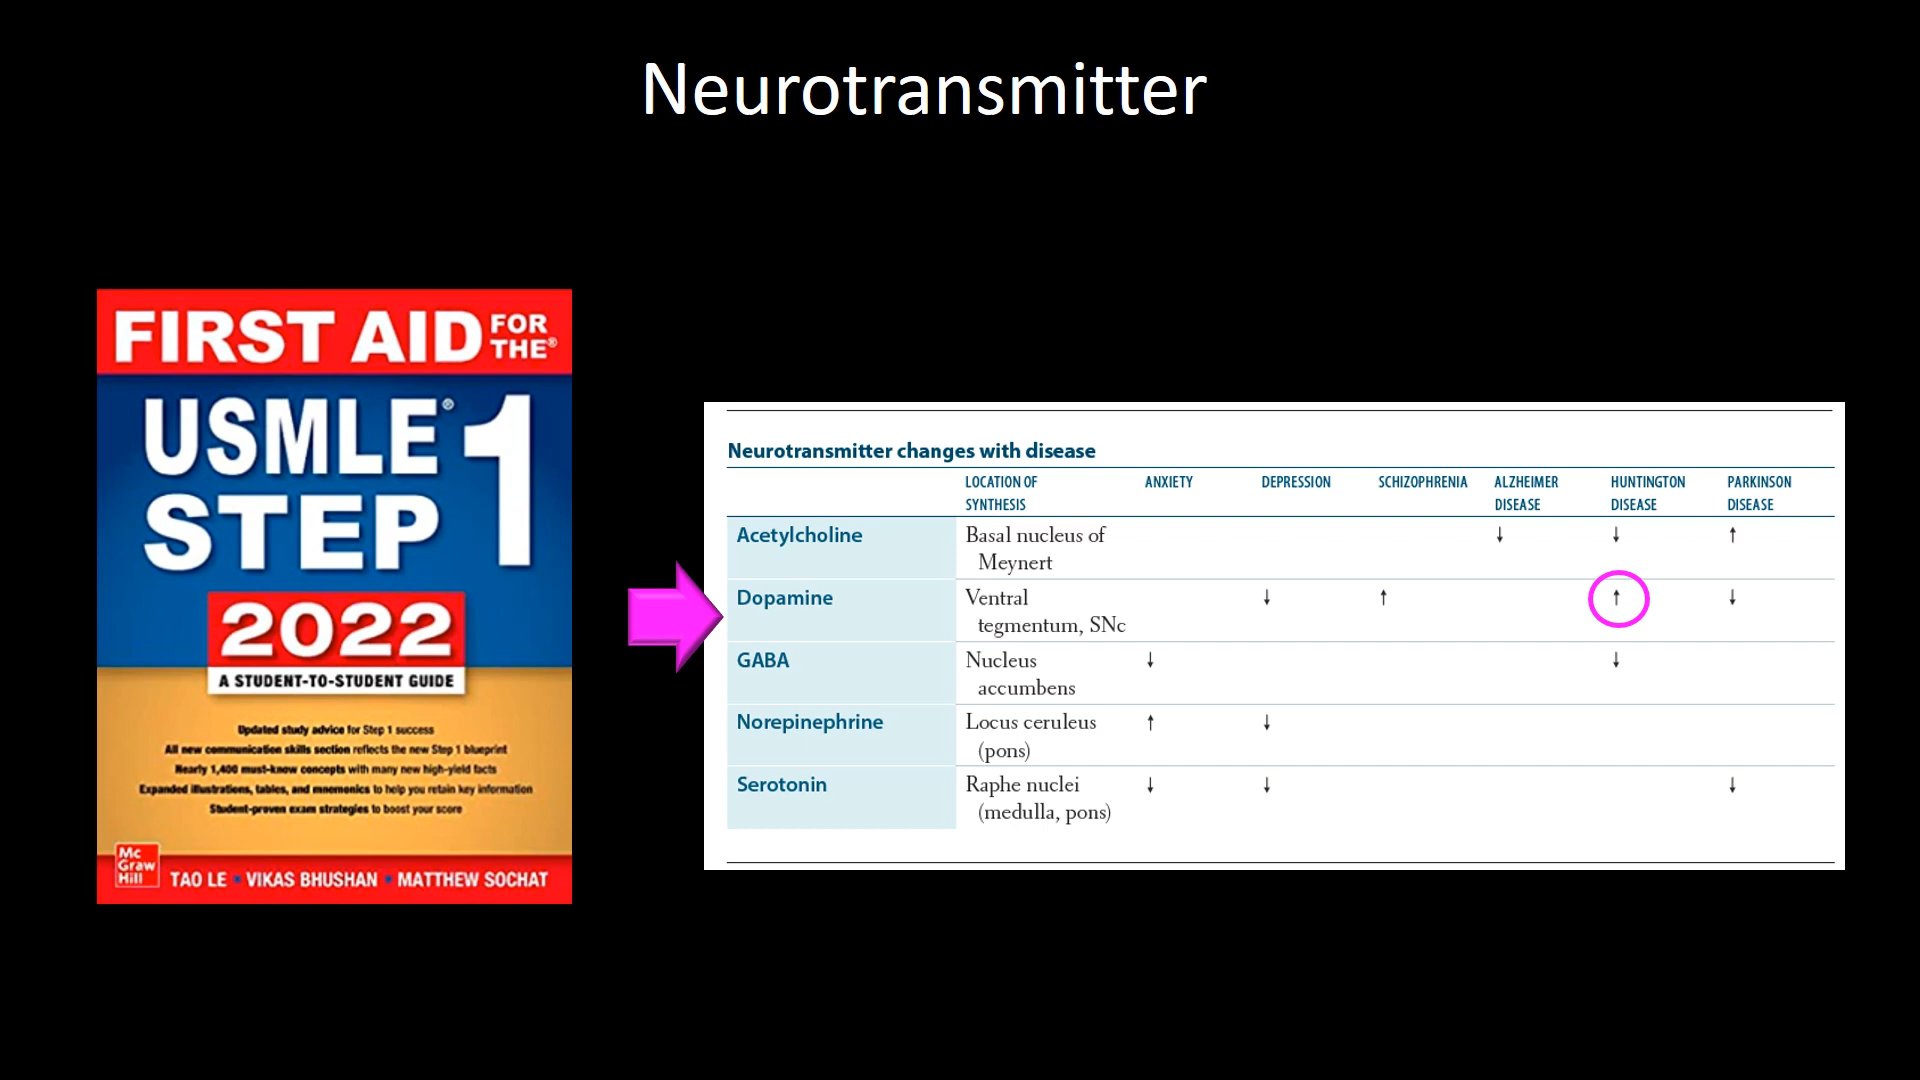 Neurotransmitter
FIRST AID FOR THE®
USMLE® STEP 1
2022
A STUDENT-TO-STUDENT GUIDE
Updated study advice for Step 1 success
All new communication skills section reflects the new Step 1 blueprint
Nearly 1,400 must-know concepts with many new high-yield facts
Expanded illustrations, tables, and mnemonics to help you retain key information
Student-proven exam strategies to boost your score
Mc
Graw
Hill
TAO LE • VIKAS BHUSHAN • MATTHEW SOCHAT
Neurotransmitter changes with disease
LOCATION OF SYNTHESIS ANXIETY DEPRESSION SCHIZOPHRENIA ALZHEIMER DISEASE HUNTINGTON DISEASE PARKINSON DISEASE
Acetylcholine Basal nucleus of Meynert ↓ ↓ ↑
Dopamine Ventral tegmentum, SNc ↓ ↑ ↑ ↓
GABA Nucleus accumbens ↓ ↓
Norepinephrine Locus ceruleus (pons) ↑ ↓
Serotonin Raphe nuclei (medulla, pons) ↓ ↓ ↓